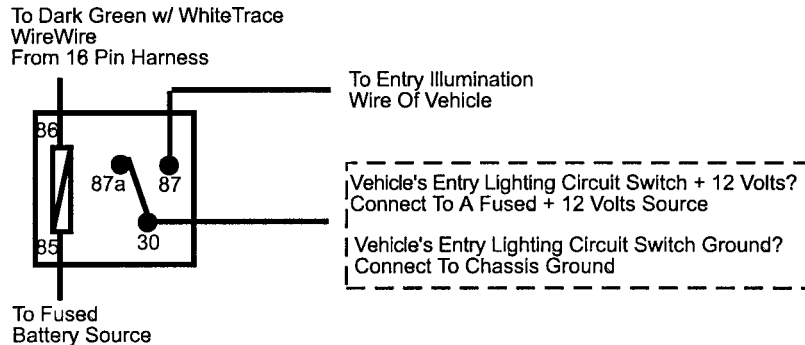 To Dark Green w/ WhiteTrace
WireWire
From 16 Pin Harness
To Entry Illumination
Wire Of Vehicle
86
87a
87
85
30
Vehicle's Entry Lighting Circuit Switch + 12 Volts?
Connect To A Fused + 12 Volts Source
Vehicle's Entry Lighting Circuit Switch Ground?
Connect To Chassis Ground
To Fused
Battery Source